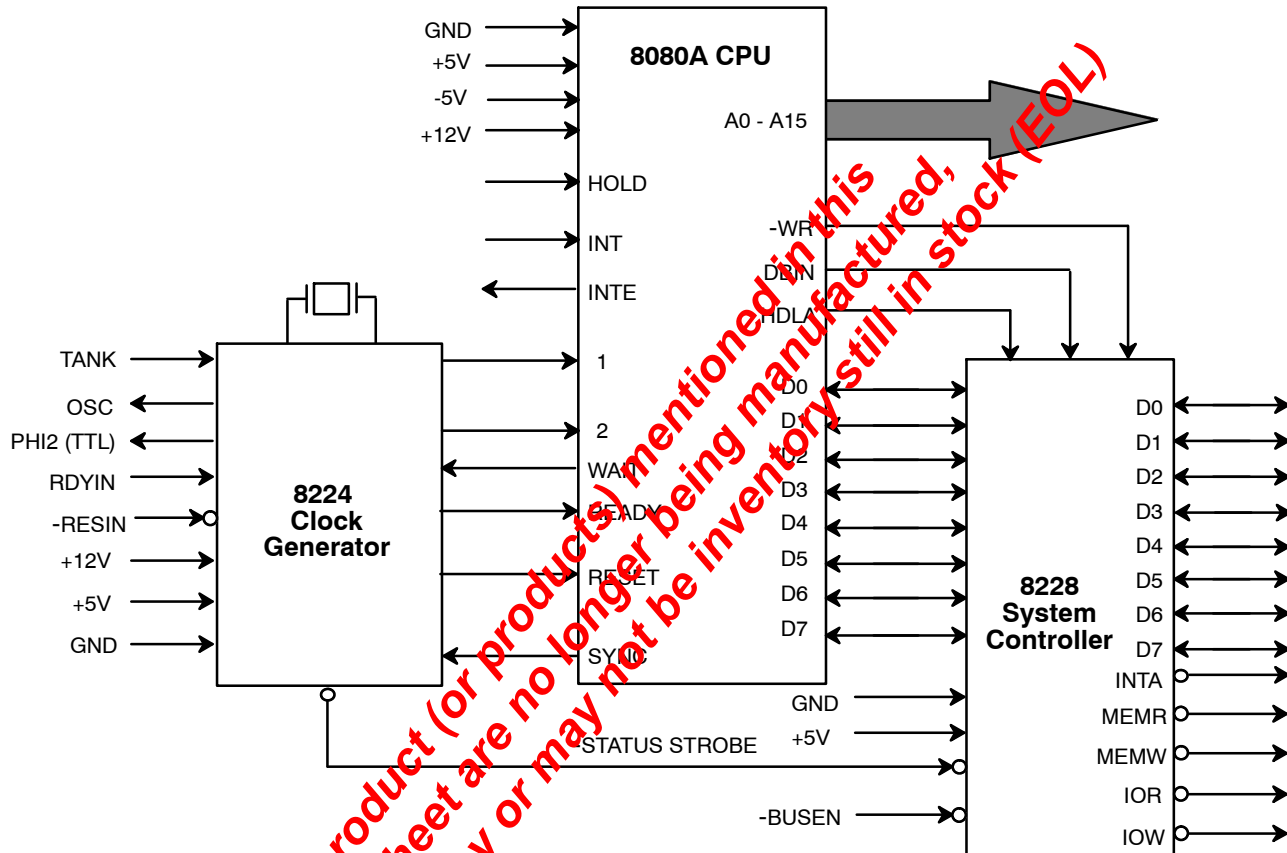 GND
+5V
-5V
+12V
HOLD
INT
INTE
8080A CPU
A0 - A15
-WR
DBIN
HDLA
1
2
WAIT
READY
RESET
SYNC
D0
D1
D2
D3
D4
D5
D6
D7
TANK
OSC
PHI2 (TTL)
RDYIN
-RESIN
+12V
+5V
GND
8224
Clock
Generator
8228
System
Controller
D0
D1
D2
D3
D4
D5
D6
D7
INTA
MEMR
MEMW
IOR
IOW
GND
+5V
-STATUS STROBE
-BUSEN
product (or products) mentioned in this
sheet are no longer being manufactured,
or may not be inventory still in stock (EOL)